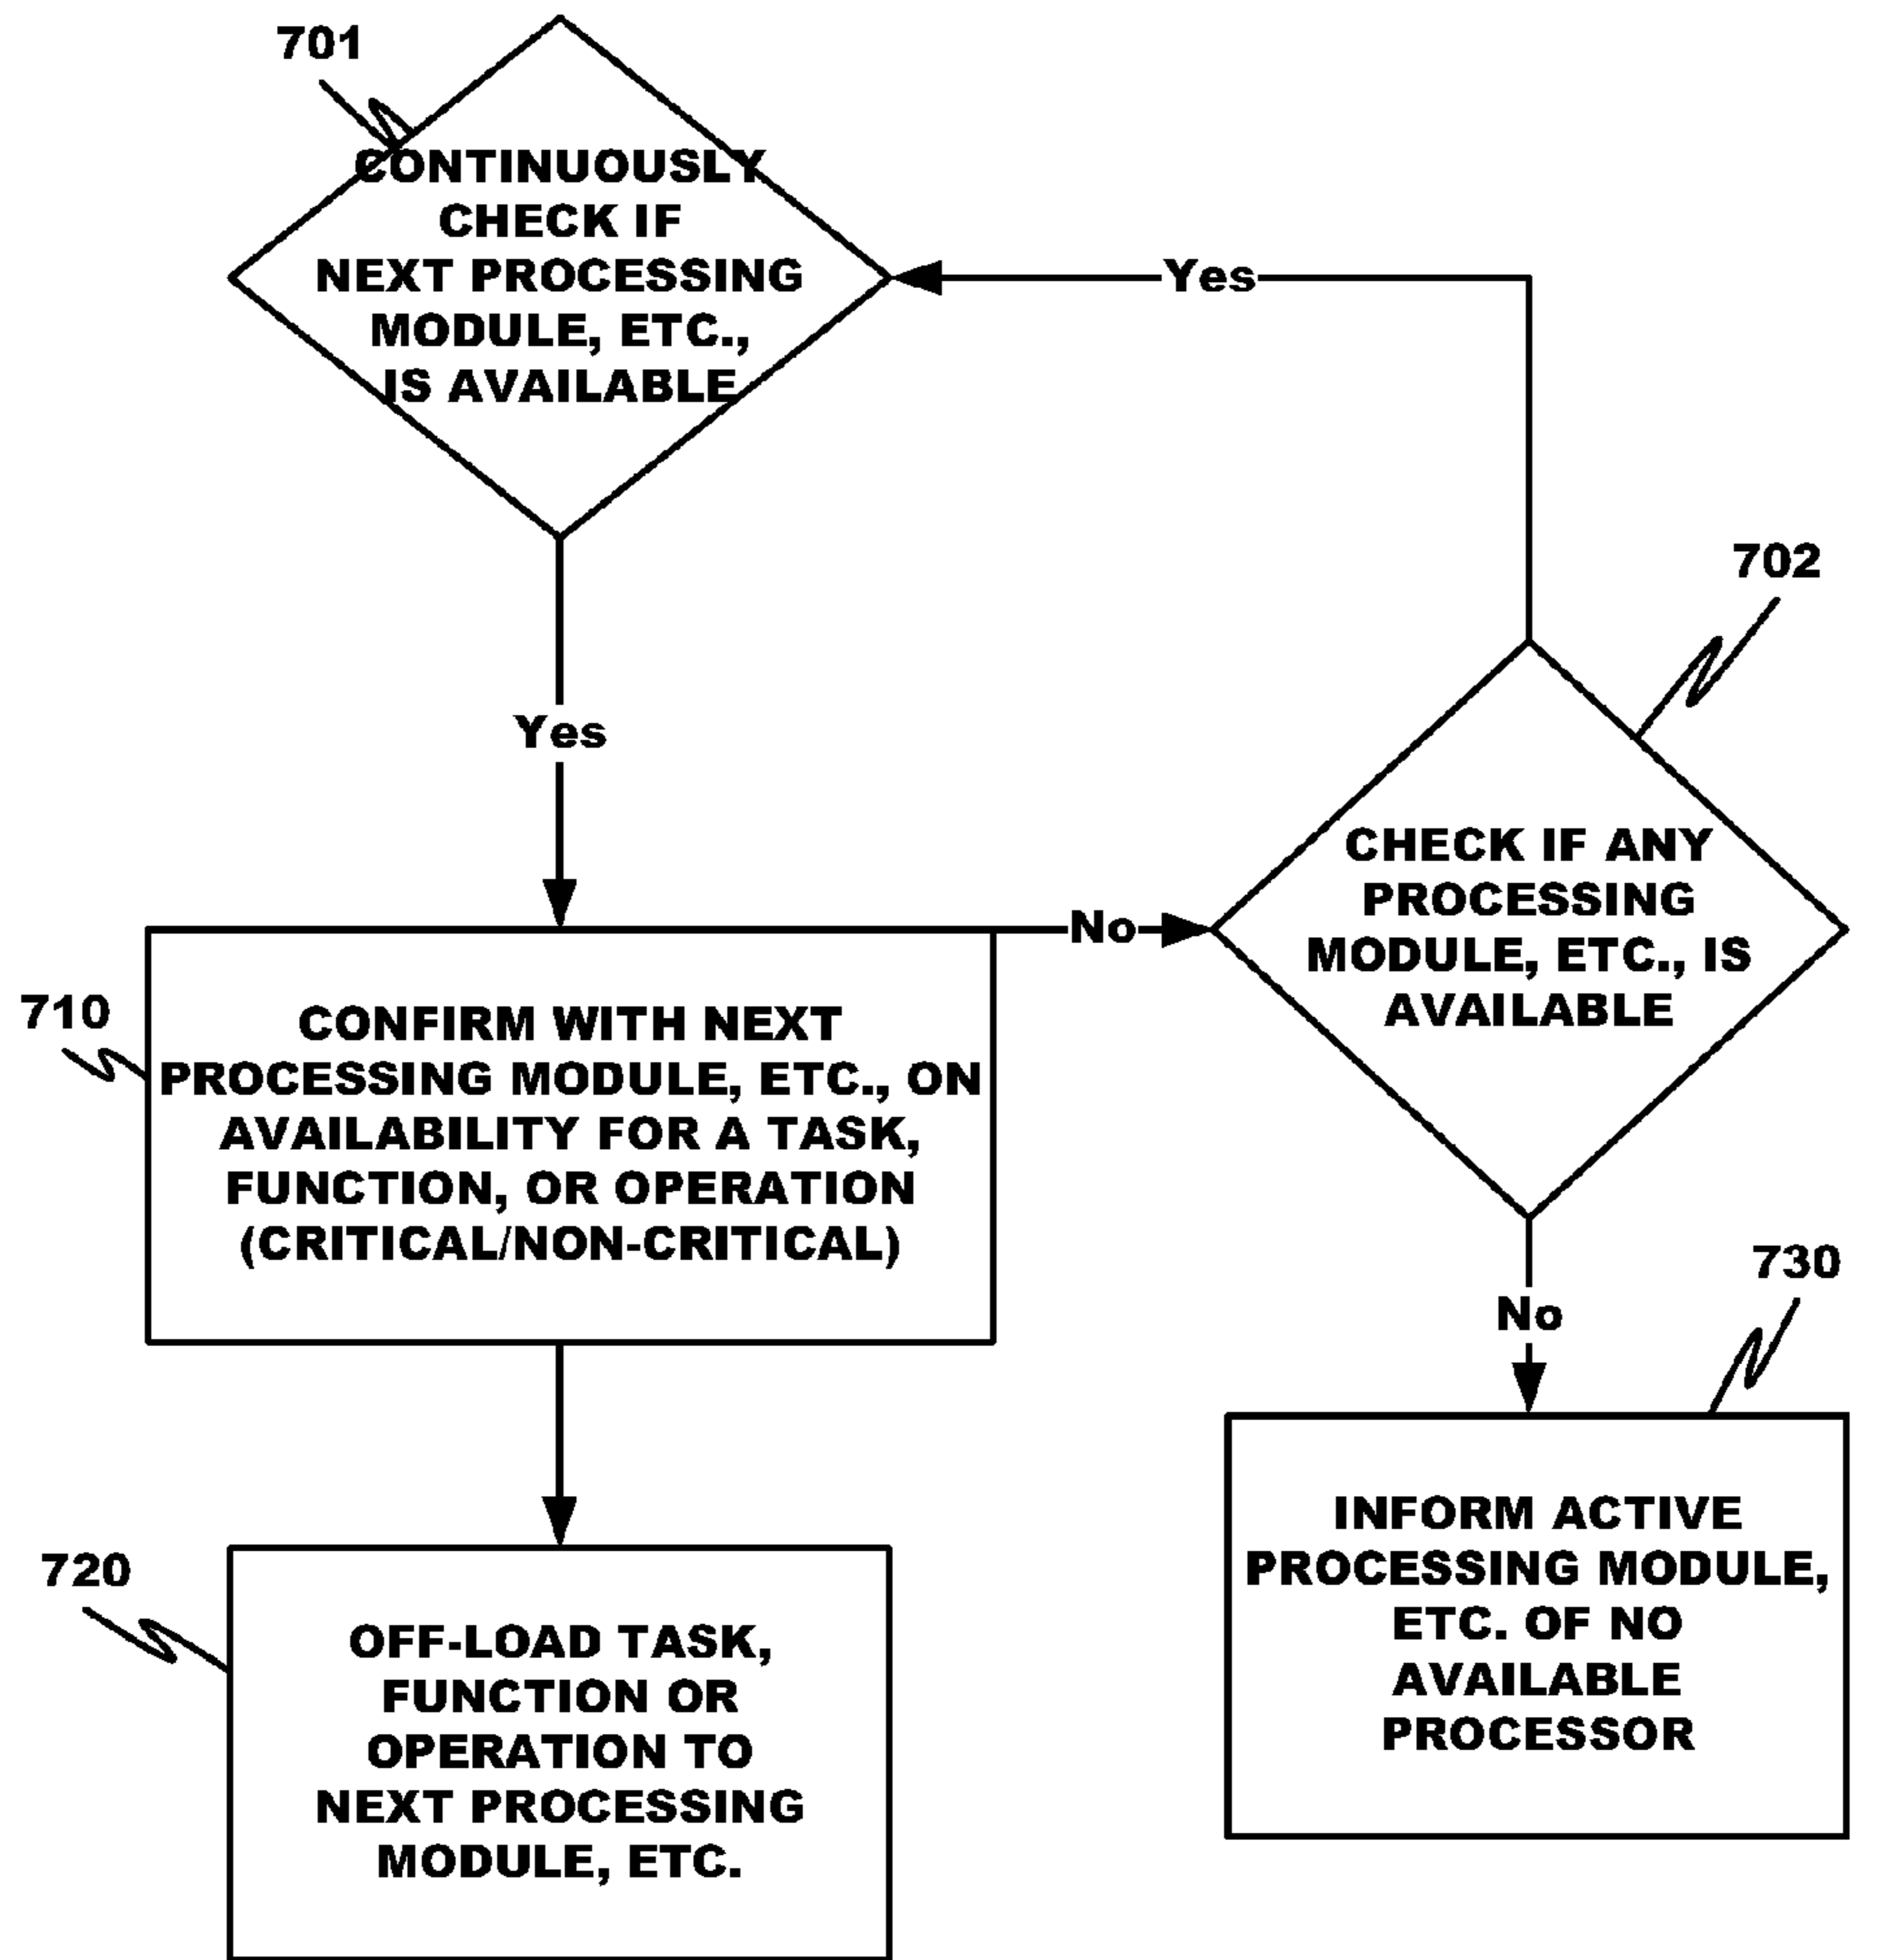 701
CONTINUOUSLY
CHECK IF
NEXT PROCESSING
MODULE, ETC.,
IS AVAILABLE
Yes
702
Yes
CHECK IF ANY
PROCESSING
MODULE, ETC., IS
AVAILABLE
No
710
CONFIRM WITH NEXT
PROCESSING MODULE, ETC., ON
AVAILABILITY FOR A TASK,
FUNCTION, OR OPERATION
(CRITICAL/NON-CRITICAL)
730
No
720
OFF-LOAD TASK,
FUNCTION OR
OPERATION TO
NEXT PROCESSING
MODULE, ETC.
INFORM ACTIVE
PROCESSING MODULE,
ETC. OF NO
AVAILABLE
PROCESSOR